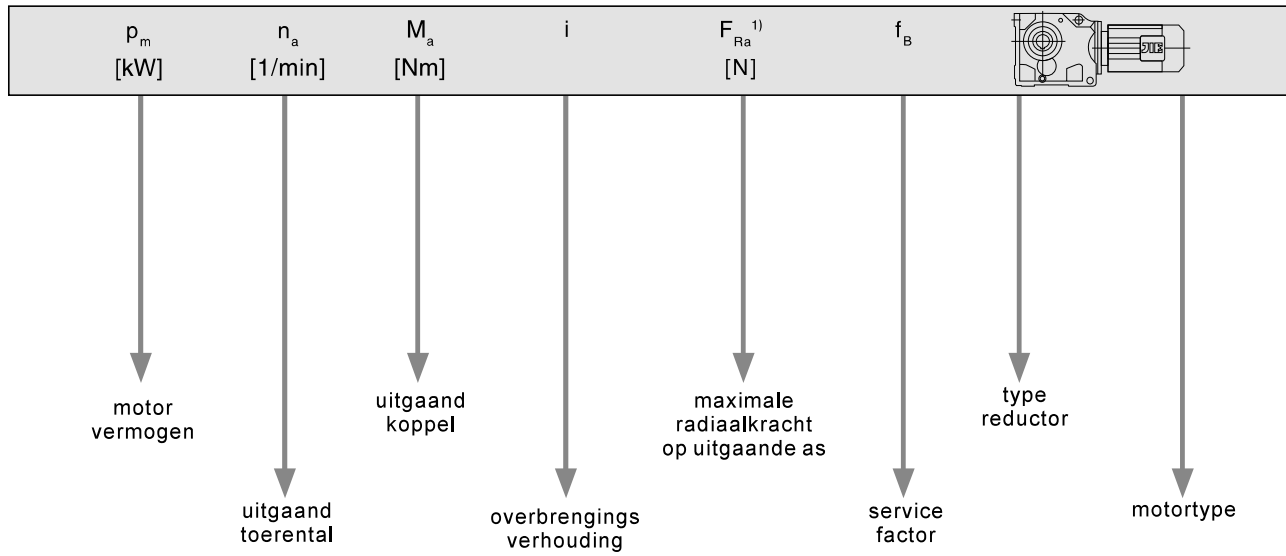 p_m n_a M_a i F_Ra ¹⁾ f_B
[kW] [1/min] [Nm] [N]
JIE
motor
vermogen
uitgaand
koppel
maximale
radiaalkracht
op uitgaande as
type
reductor
uitgaand
toerental
overbrengings
verhouding
service
factor
motortype